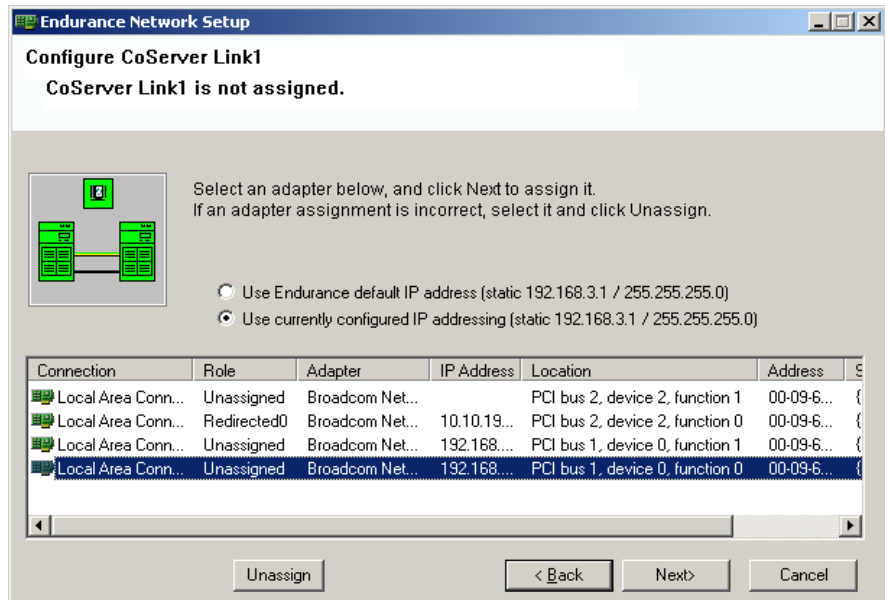 Endurance Network Setup
Configure CoServer Link1
CoServer Link1 is not assigned.
Select an adapter below, and click Next to assign it.
If an adapter assignment is incorrect, select it and click Unassign.
Use Endurance default IP address (static 192.168.3.1 / 255.255.255.0)
Use currently configured IP addressing (static 192.168.3.1 / 255.255.255.0)
Connection Role Adapter IP Address Location Address S
Local Area Conn... Unassigned Broadcom Net... PCI bus 2, device 2, function 1 00-09-6... {
Local Area Conn... Redirected0 Broadcom Net... 10.10.19... PCI bus 2, device 2, function 0 00-09-6... {
Local Area Conn... Unassigned Broadcom Net... 192.168.... PCI bus 1, device 0, function 1 00-09-6... {
Local Area Conn... Unassigned Broadcom Net... 192.168.... PCI bus 1, device 0, function 0 00-09-6... {
Unassign < Back Next> Cancel